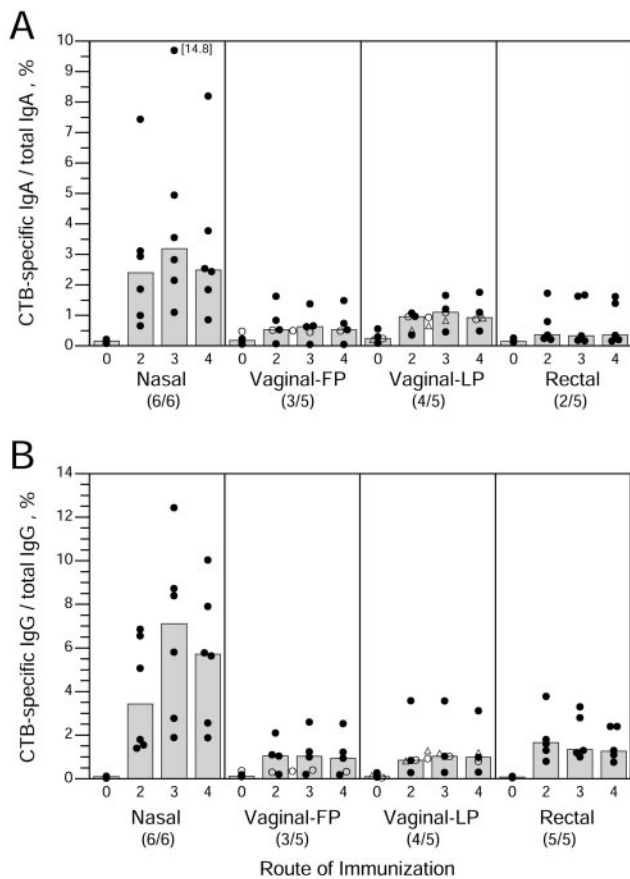 A
CTB-specific IgA / total IgA , %
10
9
8
7
6
5
4
3
2
1
0
[14.8]
0 2 3 4 0 2 3 4 0 2 3 4 0 2 3 4
Nasal Vaginal-FP Vaginal-LP Rectal
(6/6) (3/5) (4/5) (2/5)
B
CTB-specific IgG / total IgG , %
14
12
10
8
6
4
2
0
0 2 3 4 0 2 3 4 0 2 3 4 0 2 3 4
Nasal Vaginal-FP Vaginal-LP Rectal
(6/6) (3/5) (4/5) (5/5)
Route of Immunization